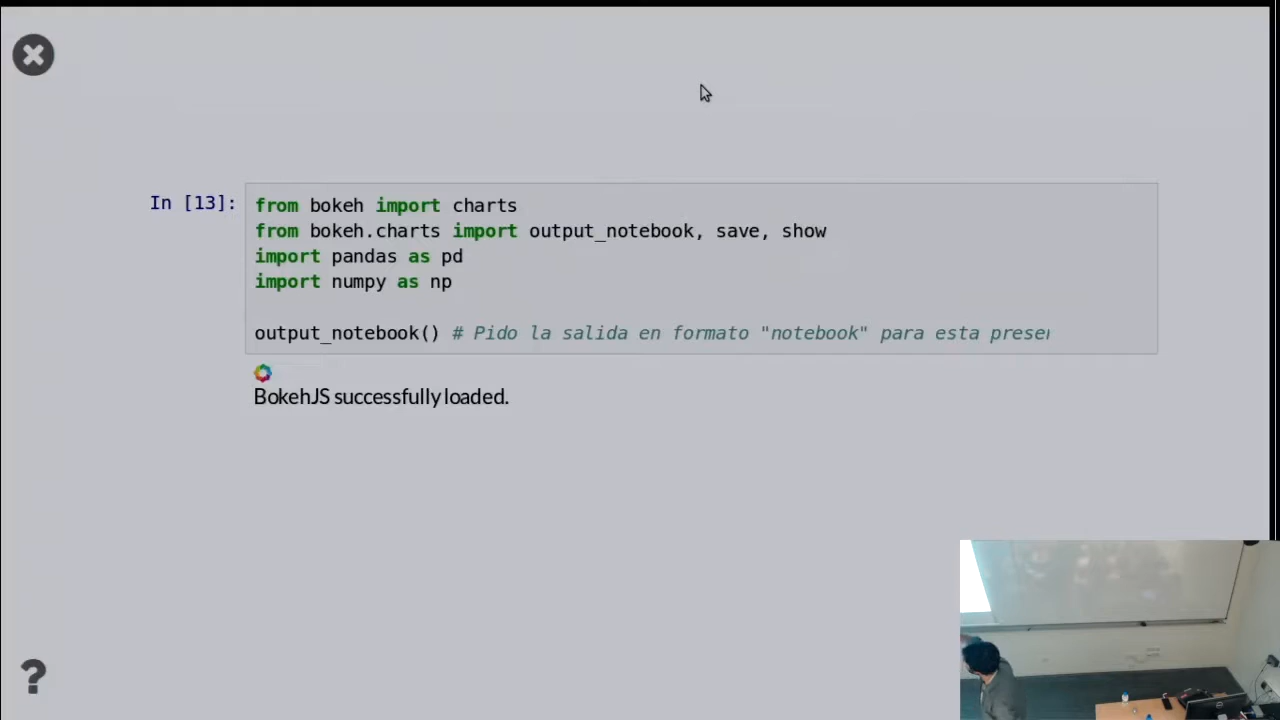 In [13]:
from bokeh import charts
from bokeh.charts import output_notebook, save, show
import pandas as pd
import numpy as np
output_notebook() # Pido la salida en formato "notebook" para esta presen
BokehJS successfully loaded.
?